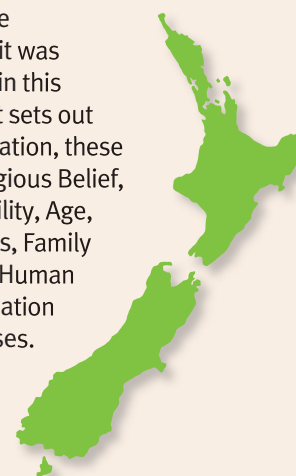 e
it was
in this
t sets out
ation, these
gious Belief,
ility, Age,
s, Family
Human
ation
ses.